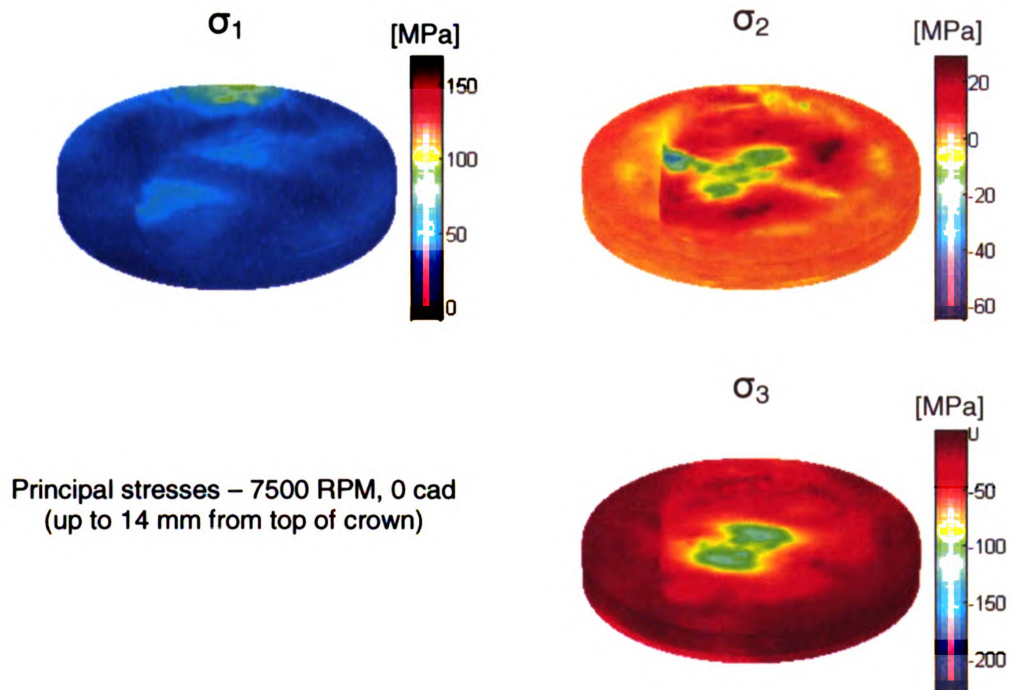 σ1
[MPa]
150
100
50
0
σ2
[MPa]
20
0
-20
-40
-60
σ3
[MPa]
0
-50
-100
-150
-200
Principal stresses – 7500 RPM, 0 cad
(up to 14 mm from top of crown)